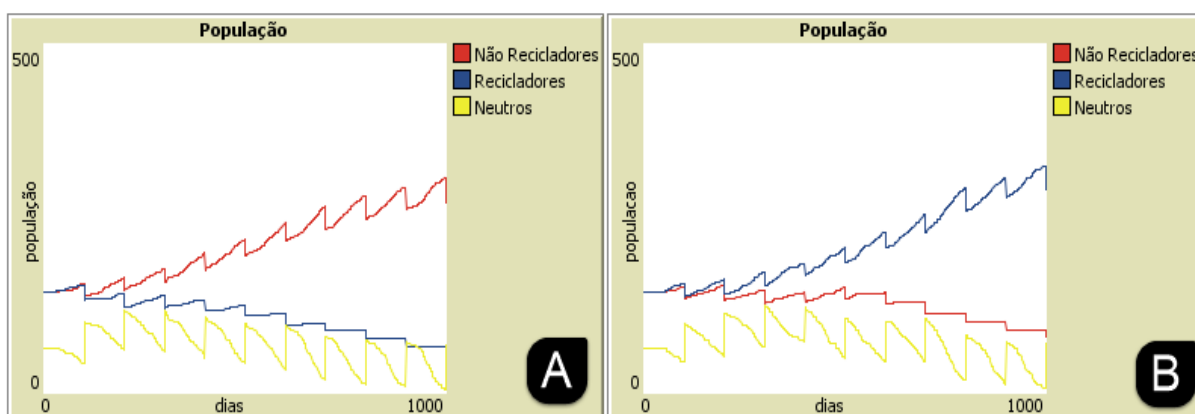 População
500
população
0
0
dias
1000
Não Recicladores
Recicladores
Neutros
A
População
500
populacao
0
0
dias
1000
Não Recicladores
Recicladores
Neutros
B